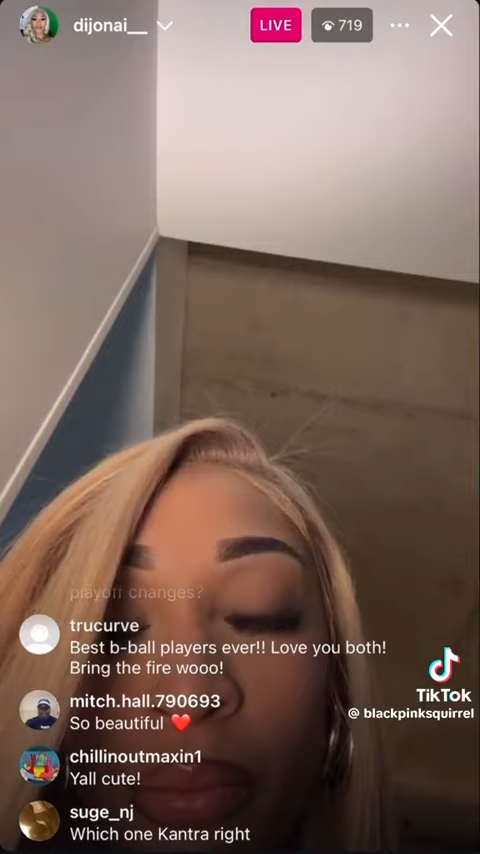 dijonai__
LIVE
719
playoff changes?
trucurve
Best b-ball players ever!! Love you both!
Bring the fire wooo!
TikTok
@ blackpinksquirrel
mitch.hall.790693
So beautiful ❤️
chillinoutmaxin1
Yall cute!
suge_nj
Which one Kantra right